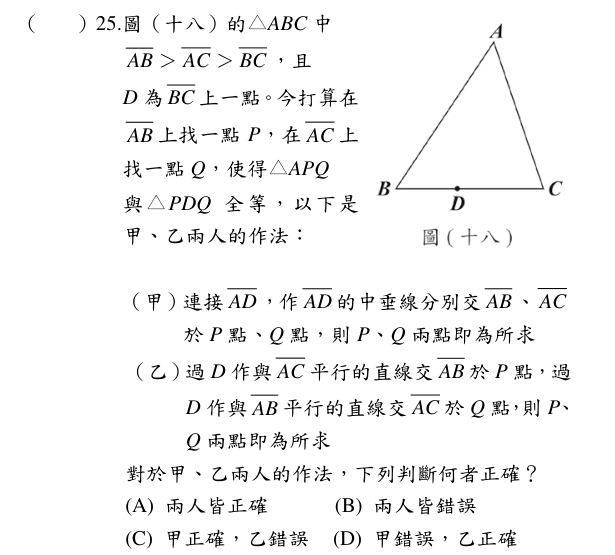 (　　)25.圖(十八)的△ABC 中
AB > AC > BC，且
D 為 BC 上一點。今打算在
AB 上找一點 P，在 AC 上
找一點 Q，使得△APQ
與△PDQ 全等，以下是
甲、乙兩人的作法：
A
B
D
C
圖(十八)
(甲)連接 AD，作 AD 的中垂線分別交 AB、AC
於 P 點、Q 點，則 P、Q 兩點即為所求
(乙)過 D 作與 AC 平行的直線交 AB 於 P 點，過
D 作與 AB 平行的直線交 AC 於 Q 點，則 P、
Q 兩點即為所求
對於甲、乙兩人的作法，下列判斷何者正確？
(A) 兩人皆正確 (B) 兩人皆錯誤
(C) 甲正確，乙錯誤 (D) 甲錯誤，乙正確